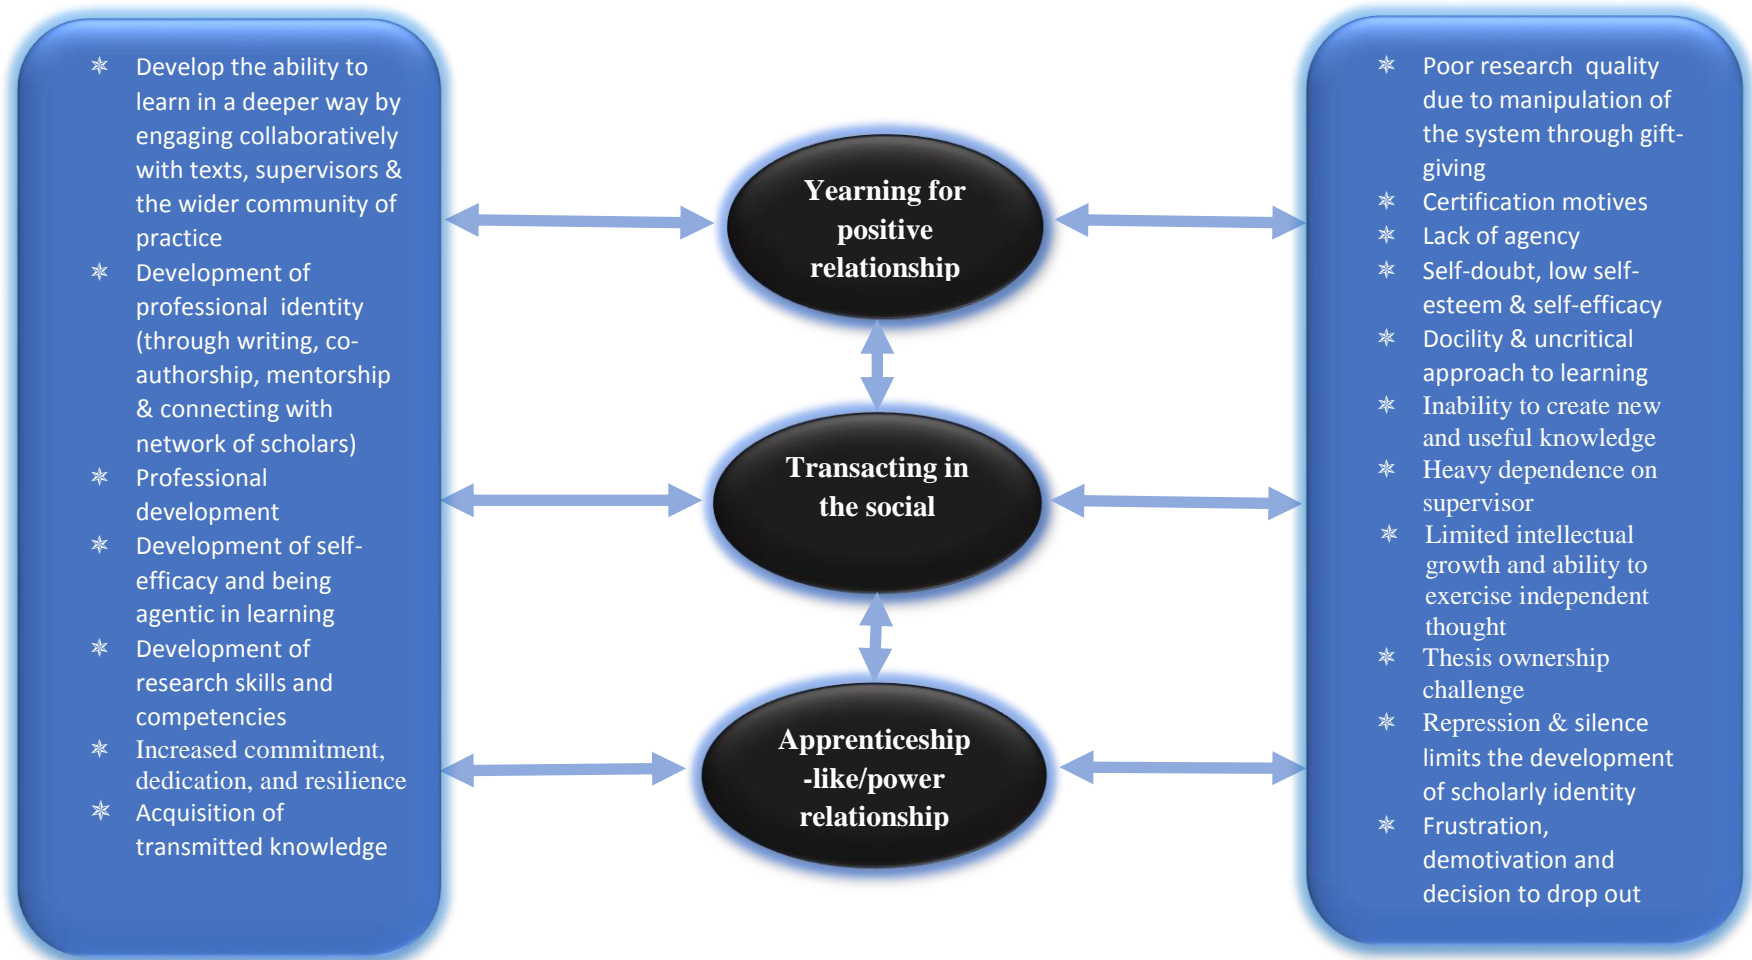 ✵ Develop the ability to
learn in a deeper way by
engaging collaboratively
with texts, supervisors &
the wider community of
practice
✵ Development of
professional identity
(through writing, co-
authorship, mentorship
& connecting with
network of scholars)
✵ Professional
development
✵ Development of self-
efficacy and being
agentic in learning
✵ Development of
research skills and
competencies
✵ Increased commitment,
dedication, and resilience
✵ Acquisition of
transmitted knowledge
Yearning for
positive
relationship
Transacting in
the social
Apprenticeship
-like/power
relationship
✵ Poor research quality
due to manipulation of
the system through gift-
giving
✵ Certification motives
✵ Lack of agency
✵ Self-doubt, low self-
esteem & self-efficacy
✵ Docility & uncritical
approach to learning
✵ Inability to create new
and useful knowledge
✵ Heavy dependence on
supervisor
✵ Limited intellectual
growth and ability to
exercise independent
thought
✵ Thesis ownership
challenge
✵ Repression & silence
limits the development
of scholarly identity
✵ Frustration,
demotivation and
decision to drop out